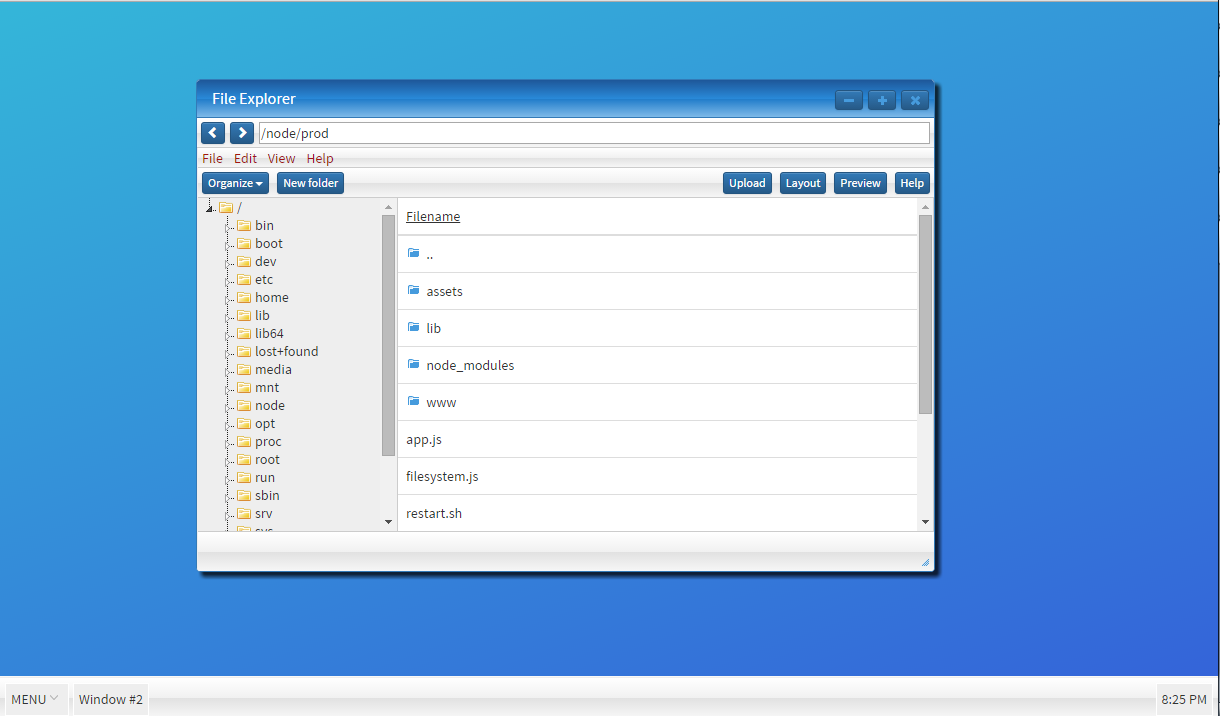 File Explorer
/node/prod
File Edit View Help
Organize New folder Upload Layout Preview Help
/
bin
boot
dev
etc
home
lib
lib64
lost+found
media
mnt
node
opt
proc
root
run
sbin
srv
sys
Filename
..
assets
lib
node_modules
www
app.js
filesystem.js
restart.sh
MENU Window #2 8:25 PM